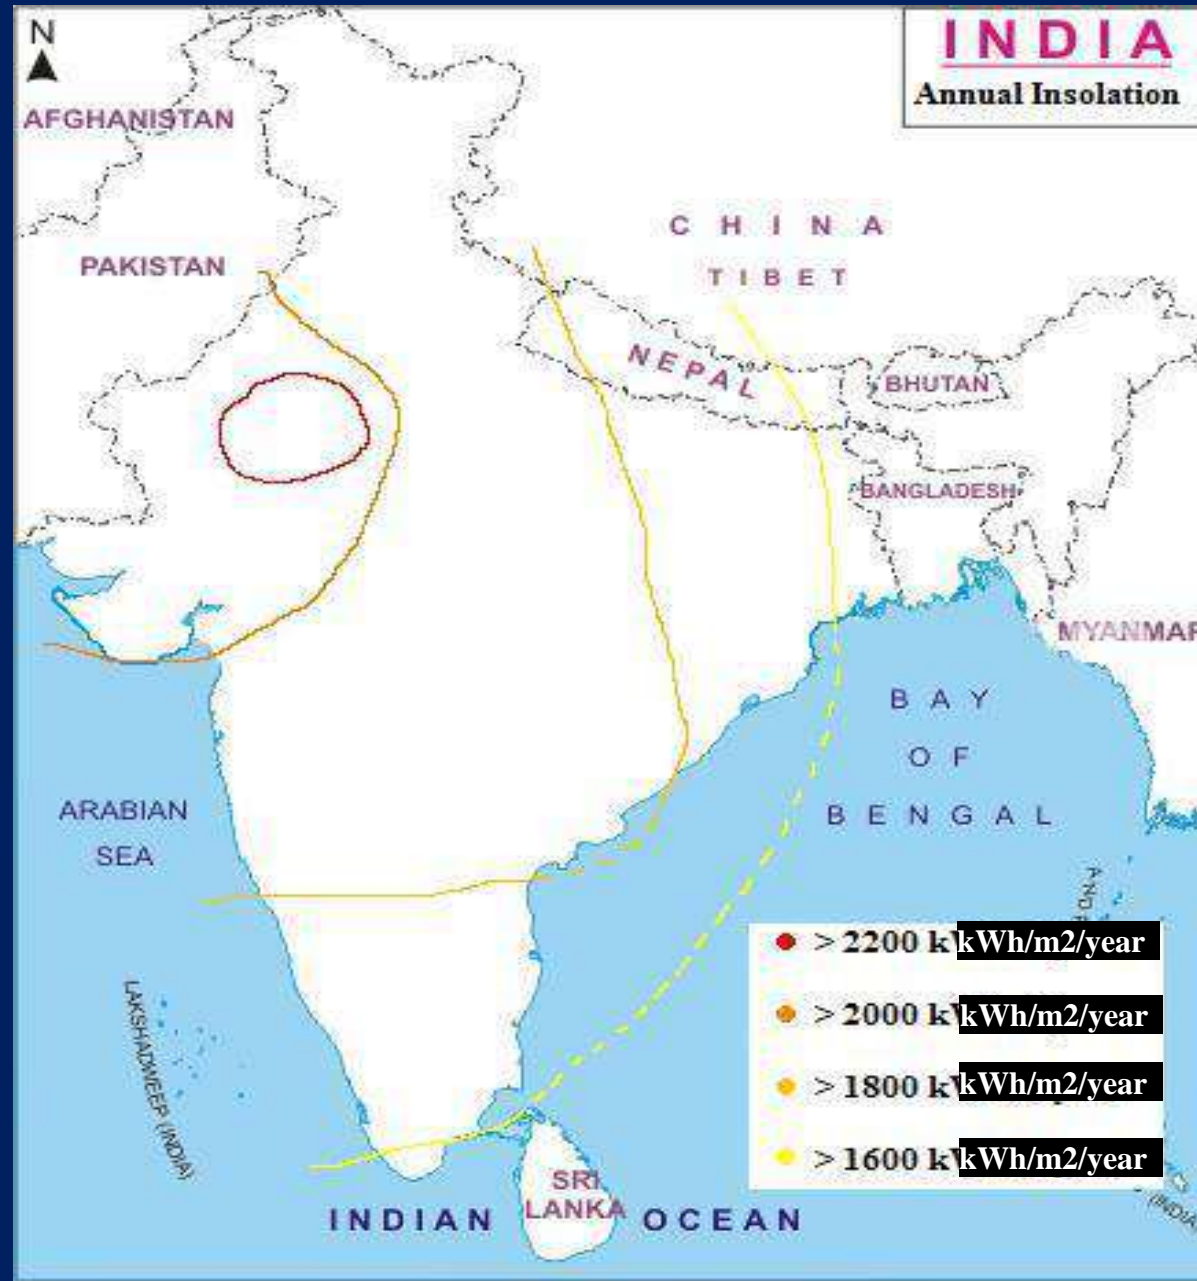 N
INDIA
Annual Insolation
AFGHANISTAN
CHINA
TIBET
PAKISTAN
NEPAL
BHUTAN
BANGLADESH
MYANMAR
BAY
OF
BENGAL
ARABIAN
SEA
LAKSHADWEEP (INDIA)
> 2200 kWh/m2/year
> 2000 kWh/m2/year
> 1800 kWh/m2/year
> 1600 kWh/m2/year
SRI
LANKA
INDIAN OCEAN
(INDIA)